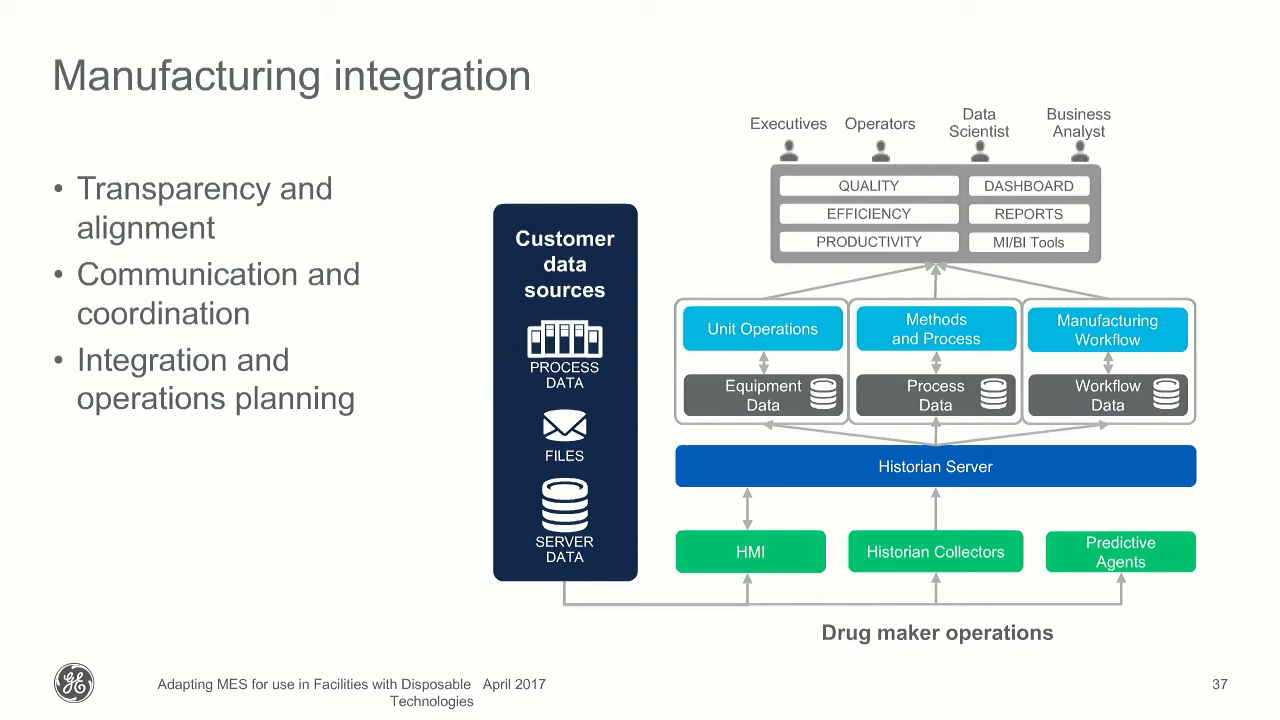 Manufacturing integration
• Transparency and
alignment
• Communication and
coordination
• Integration and
operations planning
Customer
data
sources
PROCESS
DATA
FILES
SERVER
DATA
Executives
Operators
Data
Scientist
Business
Analyst
QUALITY
DASHBOARD
EFFICIENCY
REPORTS
PRODUCTIVITY
MI/BI Tools
Unit Operations
Methods
and Process
Manufacturing
Workflow
Equipment
Data
Process
Data
Workflow
Data
Historian Server
HMI
Historian Collectors
Predictive
Agents
Drug maker operations
GE
Adapting MES for use in Facilities with Disposable April 2017
Technologies
37